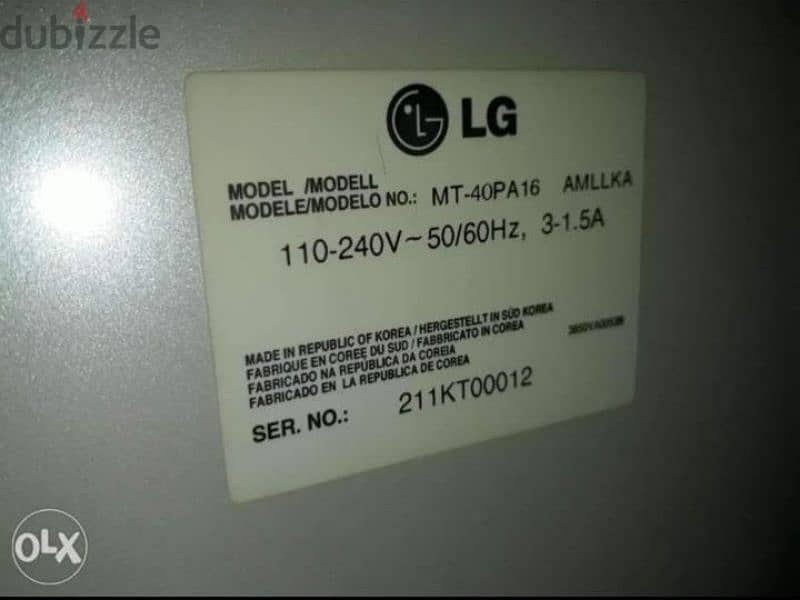 dubizzle
LG
MODEL /MODELL
MODELE/MODELO NO.: MT-40PA16 AMLLKA
110-240V~50/60Hz, 3-1.5A
MADE IN REPUBLIC OF KOREA / HERGESTELLT IN SÜD KOREA
FABRIQUE EN COREE DU SUD / FABBRICATO IN COREA
FABRICADO NA REPÚBLICA DA COREIA
FABRICADO EN LA REPUBLICA DE COREA
SER. NO.: 211KT00012
OLX